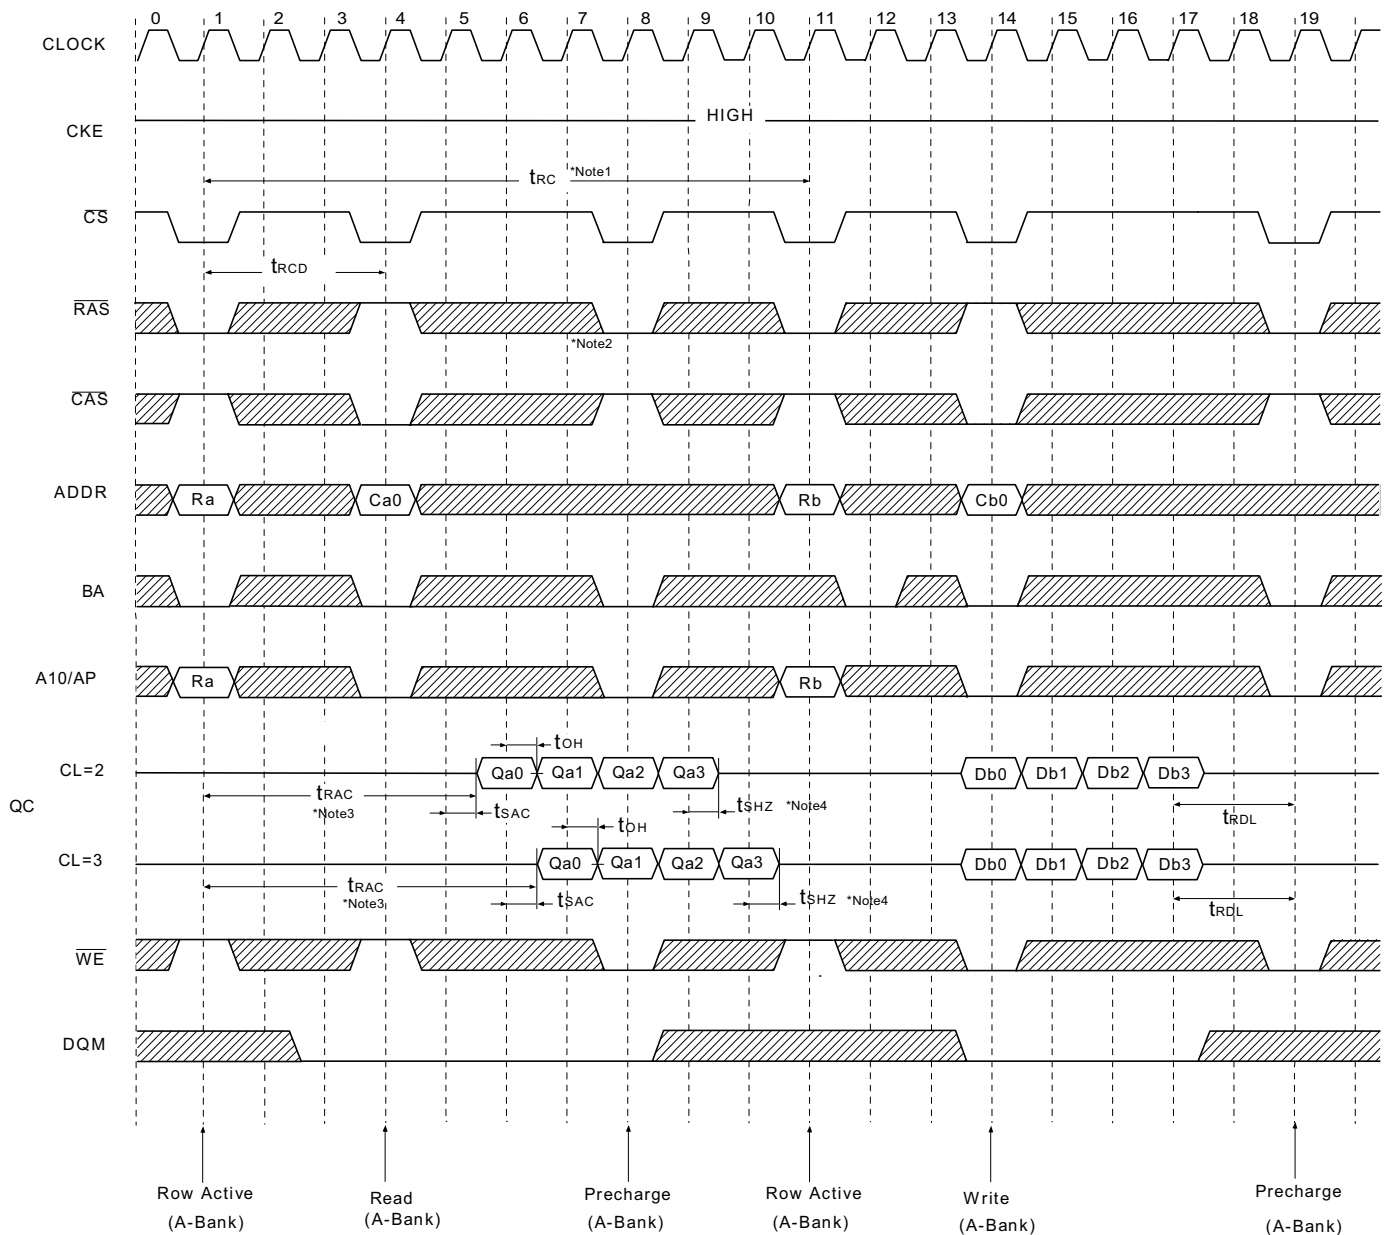 0 1 2 3 4 5 6 7 8 9 10 11 12 13 14 15 16 17 18 19
CLOCK
HIGH
CKE
tRC *Note1
CS
tRCD
RAS
*Note2
CAS
ADDR Ra Ca0 Rb Cb0
BA
A10/AP Ra Rb
tOH
CL=2 Qa0 Qa1 Qa2 Qa3 Db0 Db1 Db2 Db3
QC
tRAC *Note3 tSAC tSHZ *Note4 tRDL
tOH
CL=3 Qa0 Qa1 Qa2 Qa3 Db0 Db1 Db2 Db3
tRAC *Note3 tSAC tSHZ *Note4 tRDL
WE
DQM
Row Active (A-Bank)
Read (A-Bank)
Precharge (A-Bank)
Row Active (A-Bank)
Write (A-Bank)
Precharge (A-Bank)